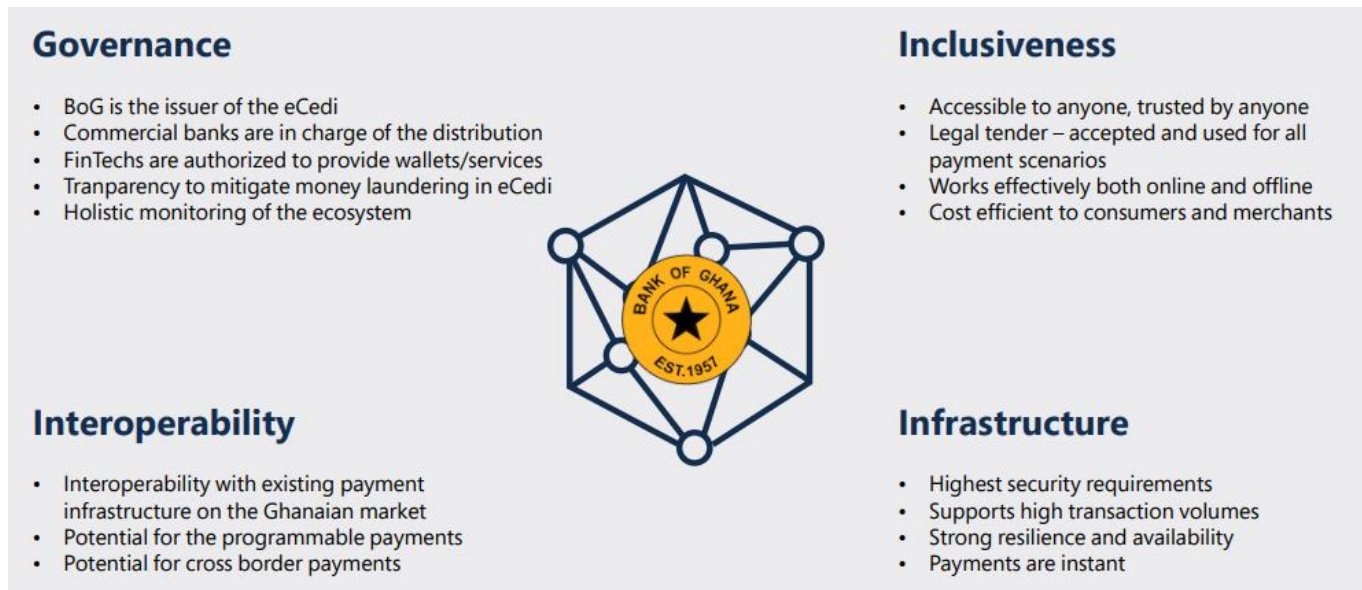 Governance
• BoG is the issuer of the eCedi
• Commercial banks are in charge of the distribution
• FinTechs are authorized to provide wallets/services
• Tranparency to mitigate money laundering in eCedi
• Holistic monitoring of the ecosystem
Inclusiveness
• Accessible to anyone, trusted by anyone
• Legal tender – accepted and used for all
payment scenarios
• Works effectively both online and offline
• Cost efficient to consumers and merchants
BANK OF GHANA
EST.1957
Interoperability
• Interoperability with existing payment
infrastructure on the Ghanaian market
• Potential for the programmable payments
• Potential for cross border payments
Infrastructure
• Highest security requirements
• Supports high transaction volumes
• Strong resilience and availability
• Payments are instant